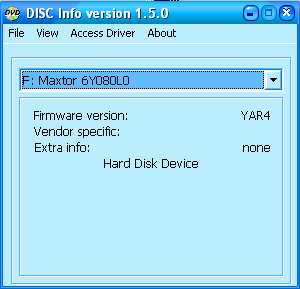 DVD DISC Info version 1.5.0
File View Access Driver About
F: Maxtor 6Y080L0
Firmware version: YAR4
Vendor specific:
Extra info: none
Hard Disk Device